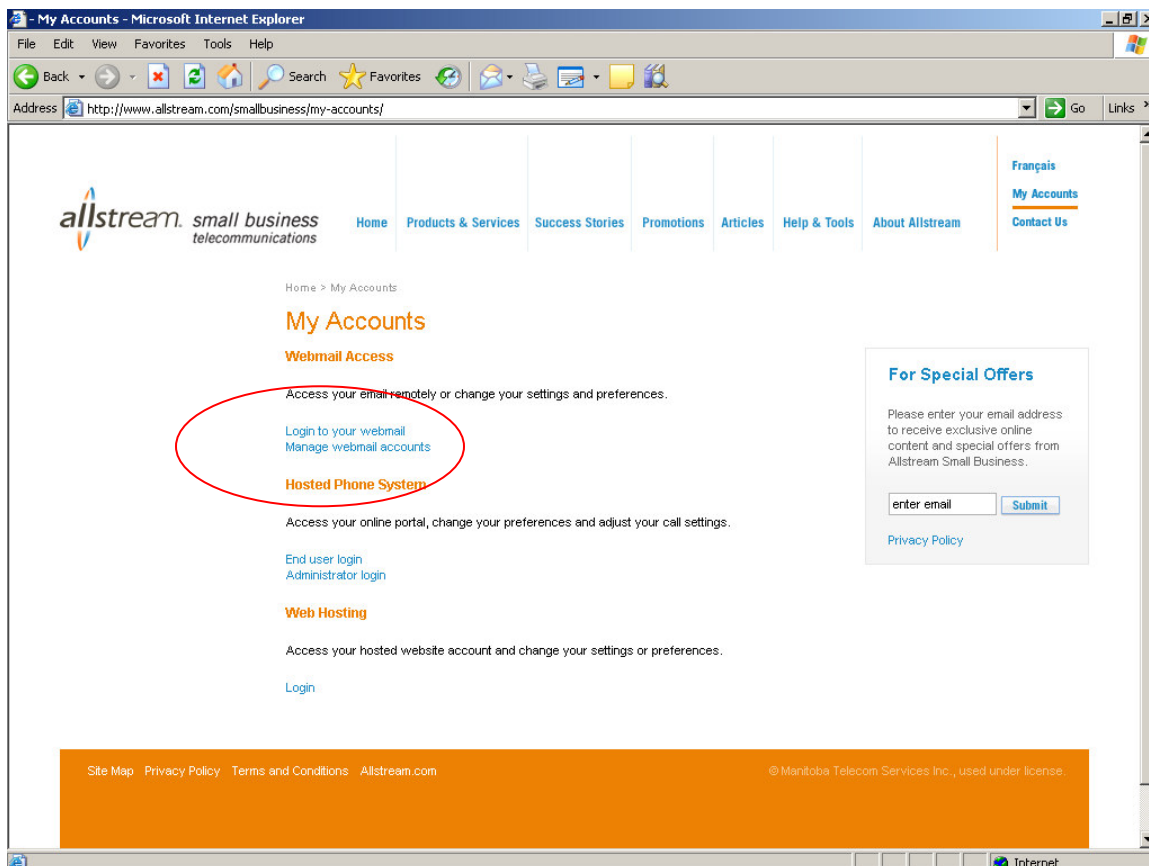 - My Accounts - Microsoft Internet Explorer
File Edit View Favorites Tools Help
Back Search Favorites
Address http://www.allstream.com/smallbusiness/my-accounts/ Go Links
Français
My Accounts
Contact Us
allstream. small business
telecommunications
Home Products & Services Success Stories Promotions Articles Help & Tools About Allstream
Home > My Accounts
My Accounts
Webmail Access
Access your email remotely or change your settings and preferences.
Login to your webmail
Manage webmail accounts
Hosted Phone System
Access your online portal, change your preferences and adjust your call settings.
End user login
Administrator login
Web Hosting
Access your hosted website account and change your settings or preferences.
Login
For Special Offers
Please enter your email address
to receive exclusive online
content and special offers from
Allstream Small Business.
enter email Submit
Privacy Policy
Site Map Privacy Policy Terms and Conditions Allstream.com
© Manitoba Telecom Services Inc., used under license.
Internet